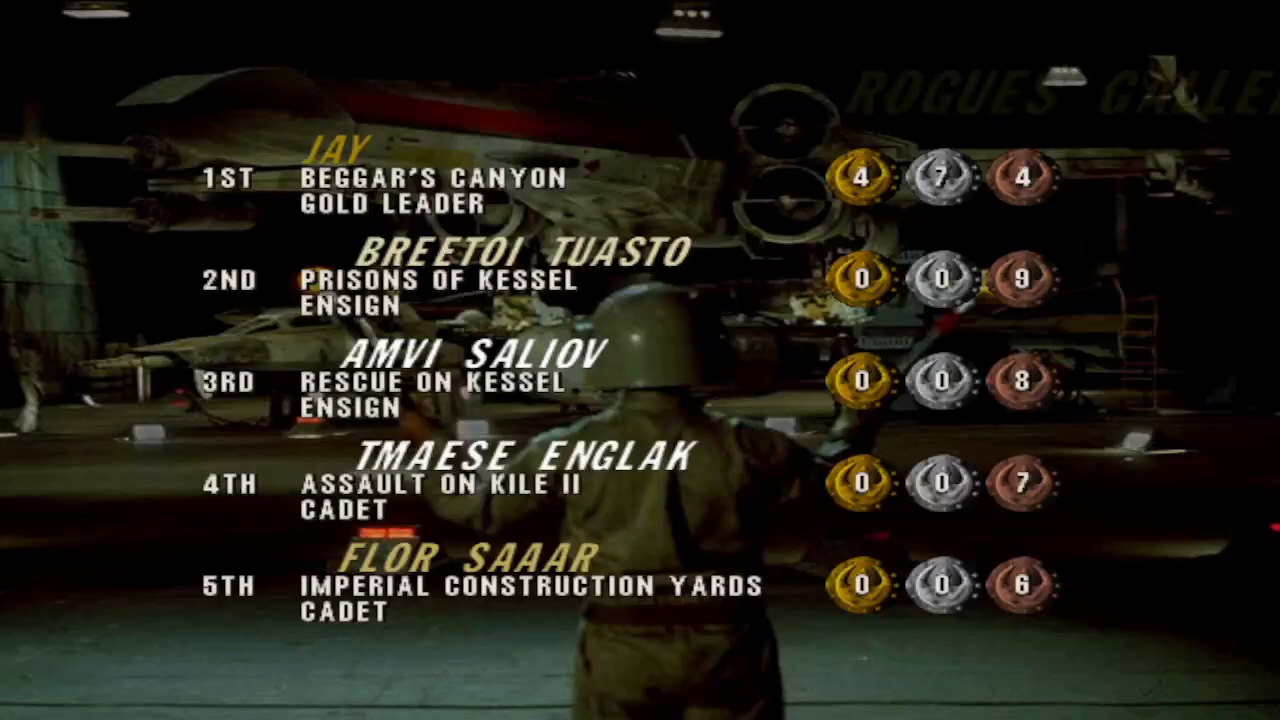 ROGUES GALLE
JAY
1ST BEGGAR'S CANYON 4 7 4
GOLD LEADER
BREETOI TUASTO
2ND PRISONS OF KESSEL 0 0 9
ENSIGN
AMVI SALIOV
3RD RESCUE ON KESSEL 0 0 8
ENSIGN
TMAESE ENGLAK
4TH ASSAULT ON KILE II 0 0 7
CADET
FLOR SAAAR
5TH IMPERIAL CONSTRUCTION YARDS 0 0 6
CADET